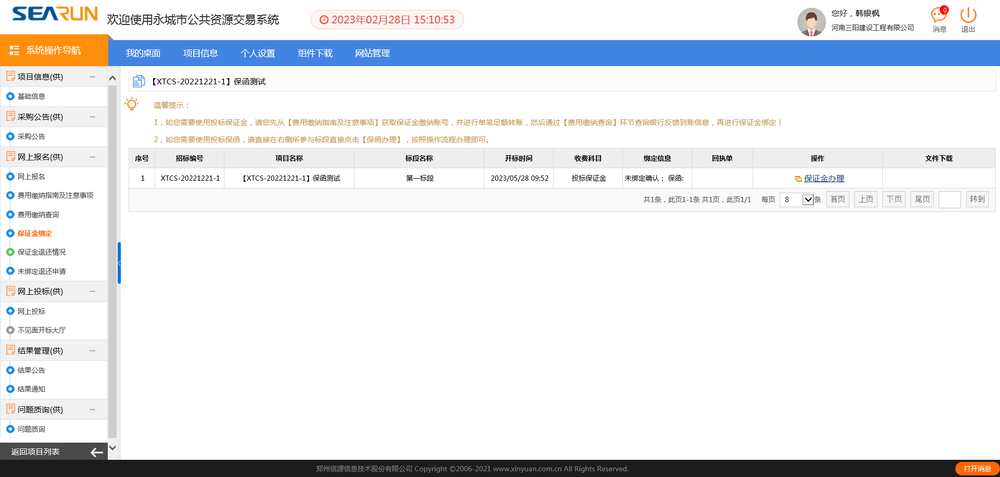 SEARUN
欢迎使用永城市公共资源交易系统
2023年02月28日 15:10:53
您好，韩银枫
河南三阳建设工程有限公司
0
消息
退出
系统操作导航
我的桌面 项目信息 个人设置 组件下载 网站管理
项目信息(供)
基础信息
采购公告(供)
采购公告
网上报名(供)
网上报名
费用缴纳指南及注意事项
费用缴纳查询
保证金绑定
保证金退还情况
未绑定退还申请
网上投标(供)
网上投标
不见面开标大厅
结果管理(供)
结果公告
结果通知
问题质询(供)
问题质询
返回项目列表
【XTCS-20221221-1】保函测试
温馨提示：
1，如您需要使用投标保证金，请您先从【费用缴纳指南及注意事项】获取保证金缴纳账号，并进行单笔足额转账，然后通过【费用缴纳查询】环节查询银行反馈到账信息，再进行保证金绑定！
2，如您需要使用投标保函，请直接在右侧所参与标段直接点击【保函办理】，按照操作流程办理即可。
序号 招标编号 项目名称 标段名称 开标时间 收费科目 绑定信息 回执单 操作 文件下载
1 XTCS-20221221-1 【XTCS-20221221-1】保函测试 第一标段 2023/05/28 09:52 投标保证金 未绑定确认； 保函: 保证金办理
共1条，此页1-1条 共1页，此页1/1 每页 8 条 首页 上页 下页 尾页 转到
郑州信源信息技术股份有限公司 Copyright ©2006-2021 www.xinyuan.com.cn All Rights Reserved.
打开消息